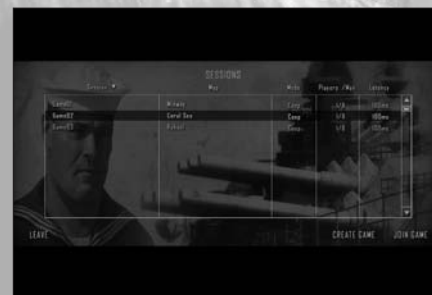 SESSIONS
Session Map Mode Players /Max Latency
Game01 Midway Coop 1/8 100ms
Game02 Coral Sea Coop 1/8 100ms
Game03 Coop 1/8 100ms
LEAVE CREATE GAME JOIN GAME